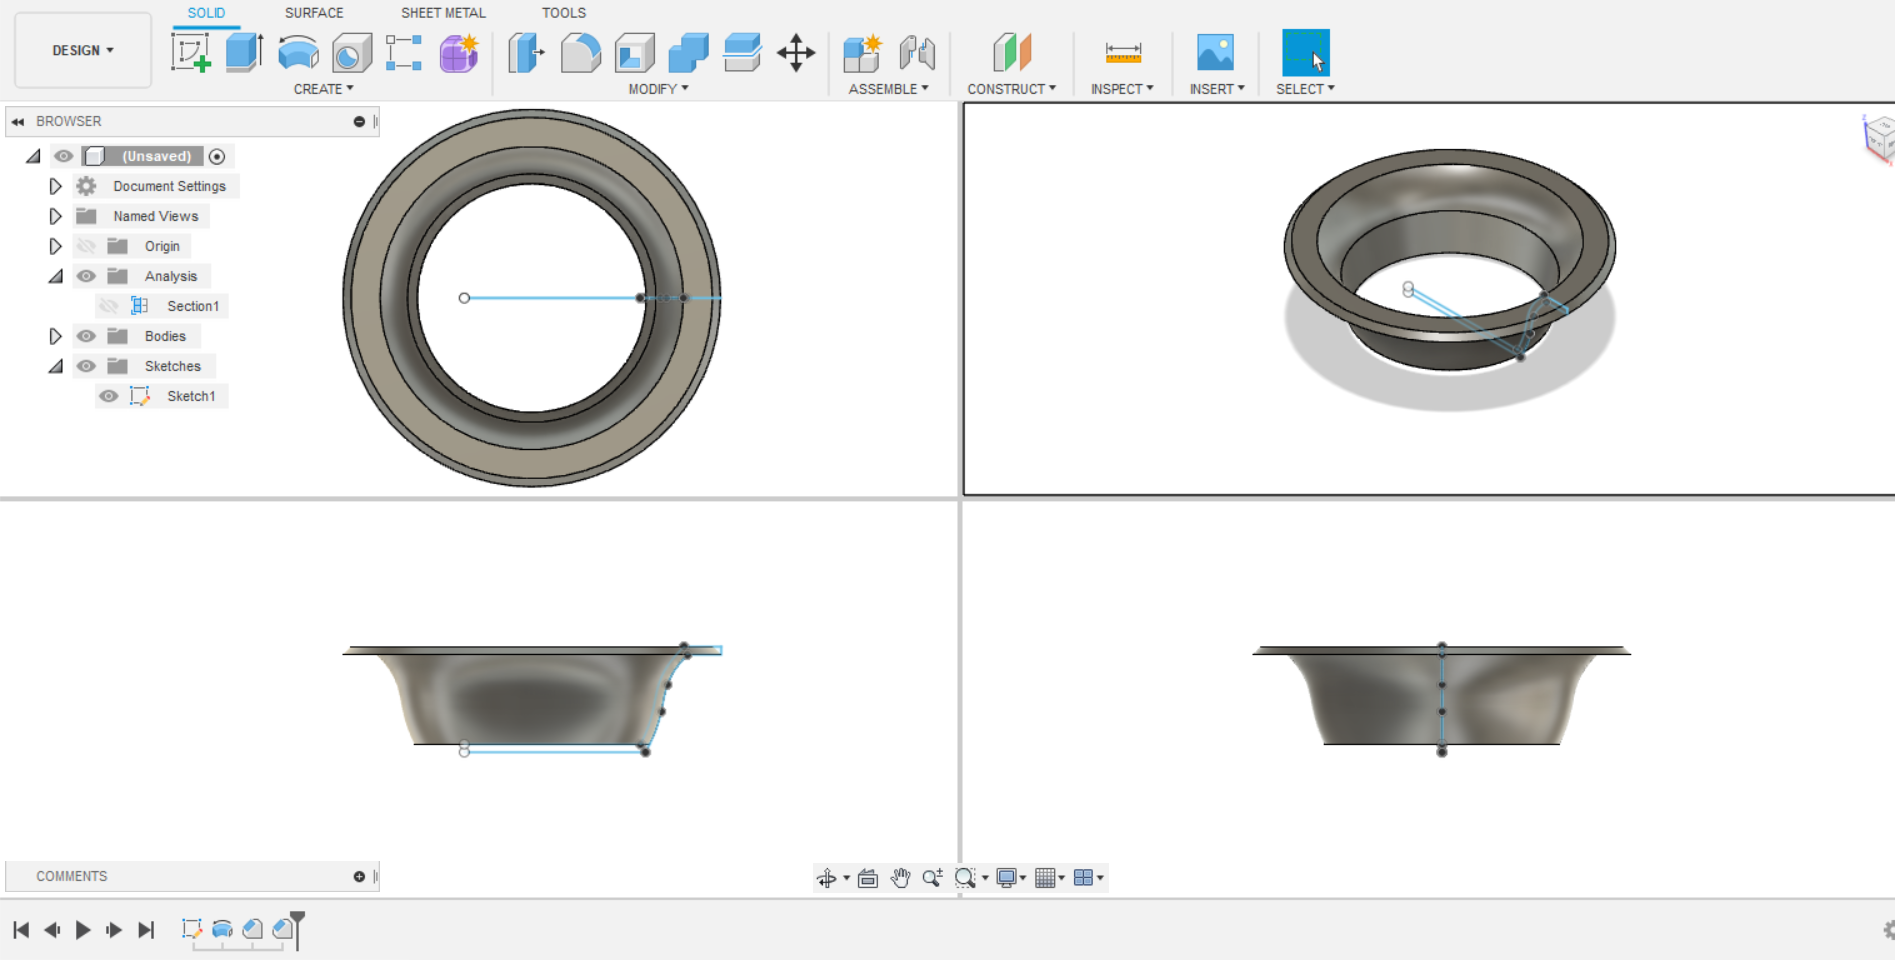 SOLID SURFACE SHEET METAL TOOLS
DESIGN
CREATE MODIFY ASSEMBLE CONSTRUCT INSPECT INSERT SELECT
BROWSER
(Unsaved)
Document Settings
Named Views
Origin
Analysis
Section1
Bodies
Sketches
Sketch1
COMMENTS